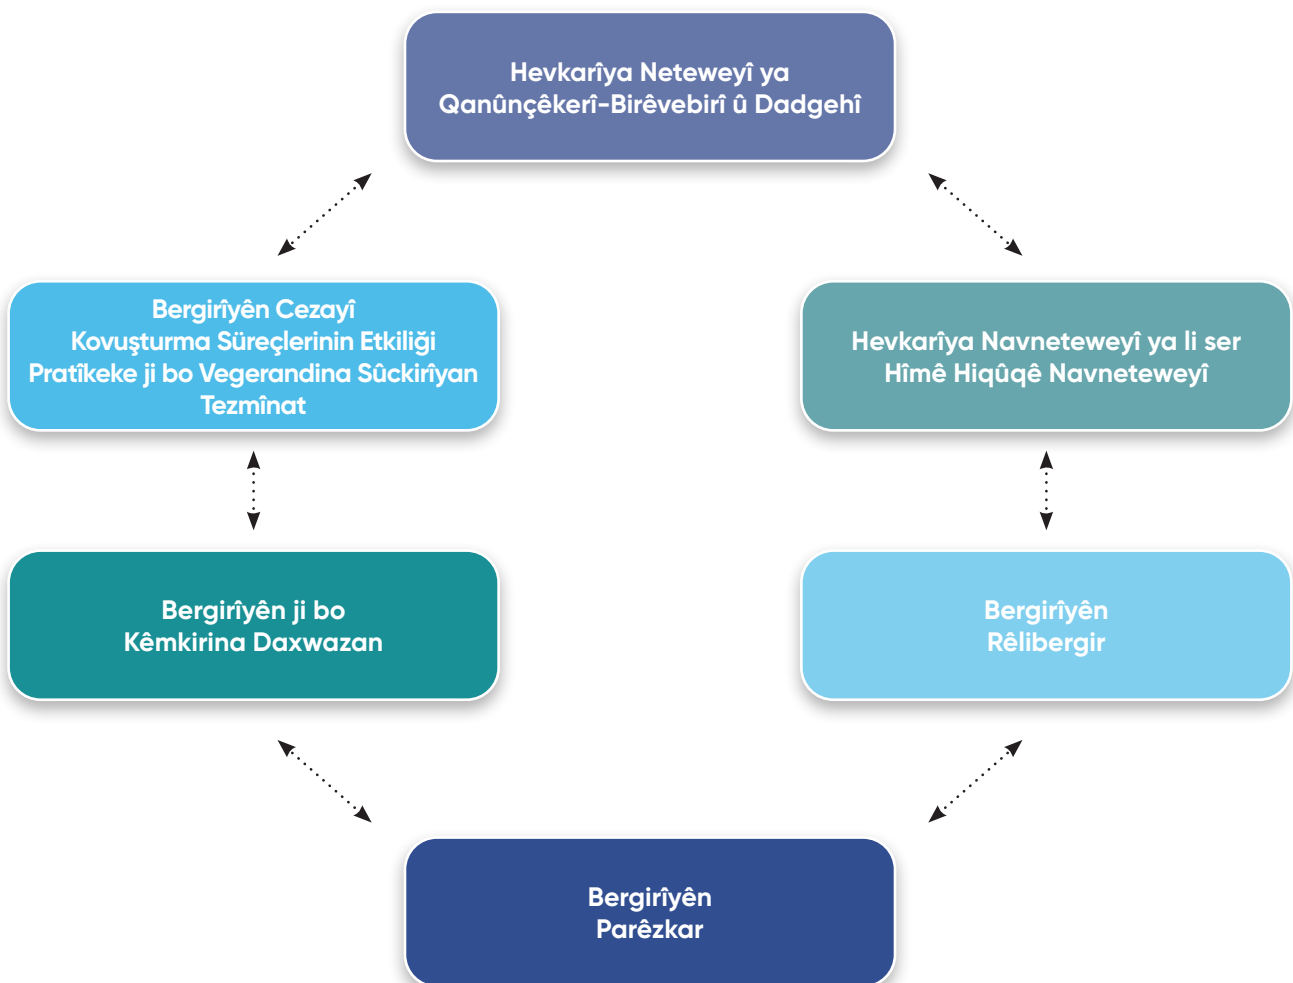 Hevkarîya Neteweyî ya
Qanûnçêkerî-Birêvebirî û Dadgehî
Bergirîyên Cezayî
Kovuşturma Süreçlerinin Etkiliği
Pratîkeke ji bo Vegerandina Sûckirîyan
Tezmînat
Hevkarîya Navneteweyî ya li ser
Hîmê Hiqûqê Navneteweyî
Bergirîyên ji bo
Kêmkirina Daxwazan
Bergirîyên
Rêlibergir
Bergirîyên
Parêzkar